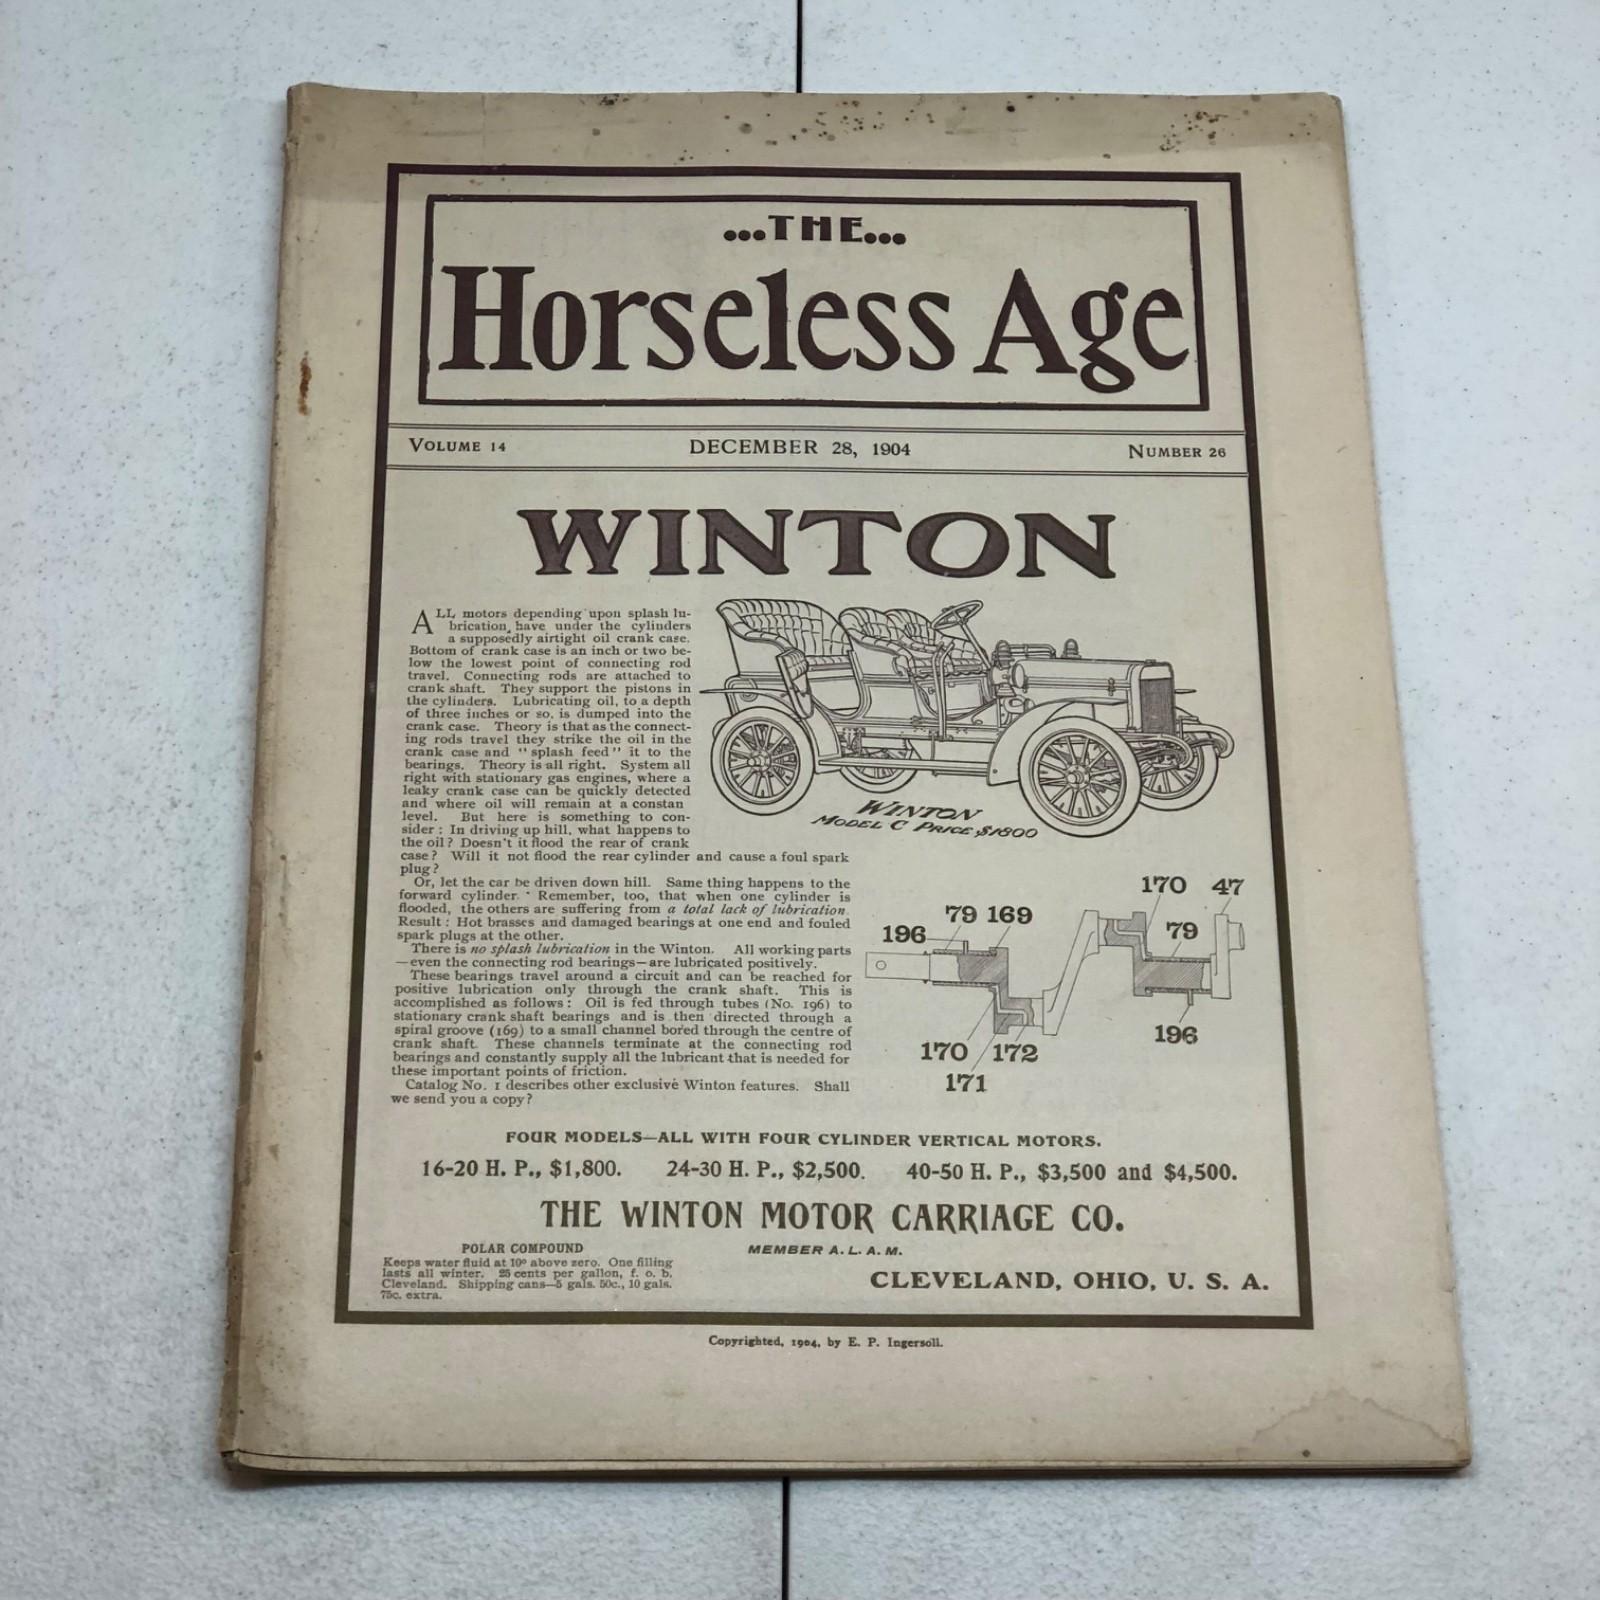 ...THE...
Horseless Age
VOLUME 14 DECEMBER 28, 1904 NUMBER 26
WINTON
ALL motors depending upon splash lu-
brication have under the cylinders
a supposedly airtight oil crank case.
Bottom of crank case is an inch or two be-
low the lowest point of connecting rod
travel. Connecting rods are attached to
crank shaft. They support the pistons in
the cylinders. Lubricating oil, to a depth
of three inches or so, is dumped into the
crank case. Theory is that as the connect-
ing rods travel they strike the oil in the
crank case and "splash feed" it to the
bearings. Theory is all right. System all
right with stationary gas engines, where a
leaky crank case can be quickly detected
and where oil will remain at a constan
level. But here is something to con-
sider: In driving up hill, what happens to
the oil? Doesn't it flood the rear of crank
case? Will it not flood the rear cylinder and cause a foul spark
plug?
Or, let the car be driven down hill. Same thing happens to the
forward cylinder. Remember, too, that when one cylinder is
flooded, the others are suffering from a total lack of lubrication.
Result: Hot brasses and damaged bearings at one end and fouled
spark plugs at the other.
There is no splash lubrication in the Winton. All working parts
—even the connecting rod bearings—are lubricated positively.
These bearings travel around a circuit and can be reached for
positive lubrication only through the crank shaft. This is
accomplished as follows: Oil is fed through tubes (No. 196) to
stationary crank shaft bearings and is then directed through a
spiral groove (169) to a small channel bored through the centre of
crank shaft. These channels terminate at the connecting rod
bearings and constantly supply all the lubricant that is needed for
these important points of friction.
Catalog No. 1 describes other exclusive Winton features. Shall
we send you a copy?
WINTON
MODEL C PRICE $1800
170 47
79 169
79
196
196
170 172
171
FOUR MODELS—ALL WITH FOUR CYLINDER VERTICAL MOTORS.
16-20 H. P., $1,800. 24-30 H. P., $2,500. 40-50 H. P., $3,500 and $4,500.
THE WINTON MOTOR CARRIAGE CO.
POLAR COMPOUND
Keeps water fluid at 10° above zero. One filling
lasts all winter. 25 cents per gallon, f. o. b.
Cleveland. Shipping cans—5 gals. 50c., 10 gals.
75c. extra.
MEMBER A. L. A. M.
CLEVELAND, OHIO, U. S. A.
Copyrighted, 1904, by E. P. Ingersoll.